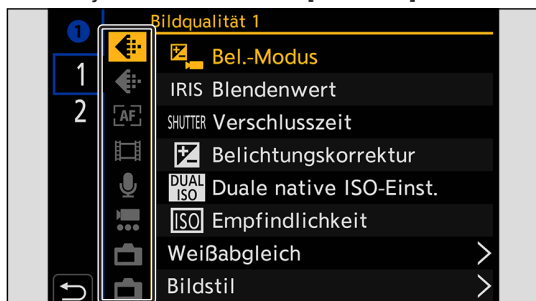 Bildqualität 1
1
1
2
Bel.-Modus
IRIS Blendenwert
SHUTTER Verschlusszeit
Belichtungskorrektur
DUAL ISO Duale native ISO-Einst.
ISO Empfindlichkeit
Weißabgleich
Bildstil
AF